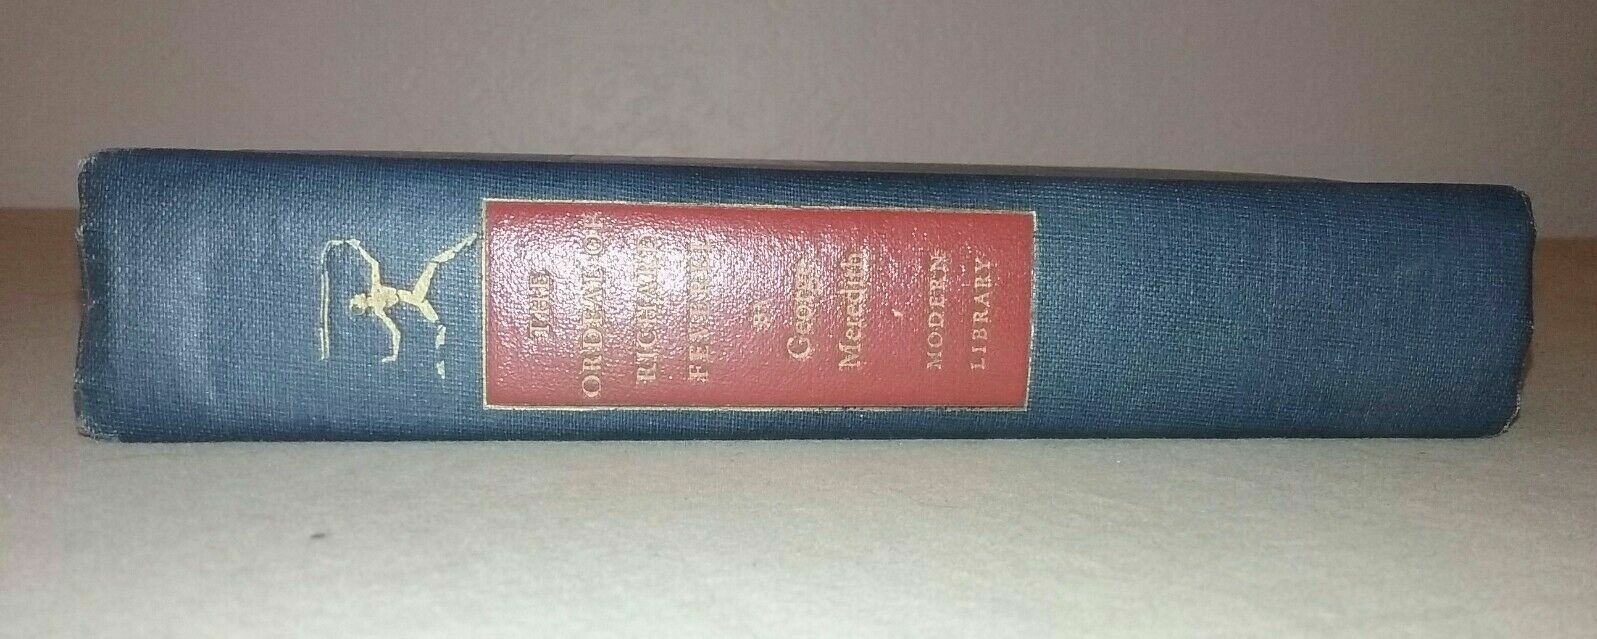 THE
ORDEAL OF
RICHARD
FEVEREL
BY
George
Meredith
MODERN
LIBRARY